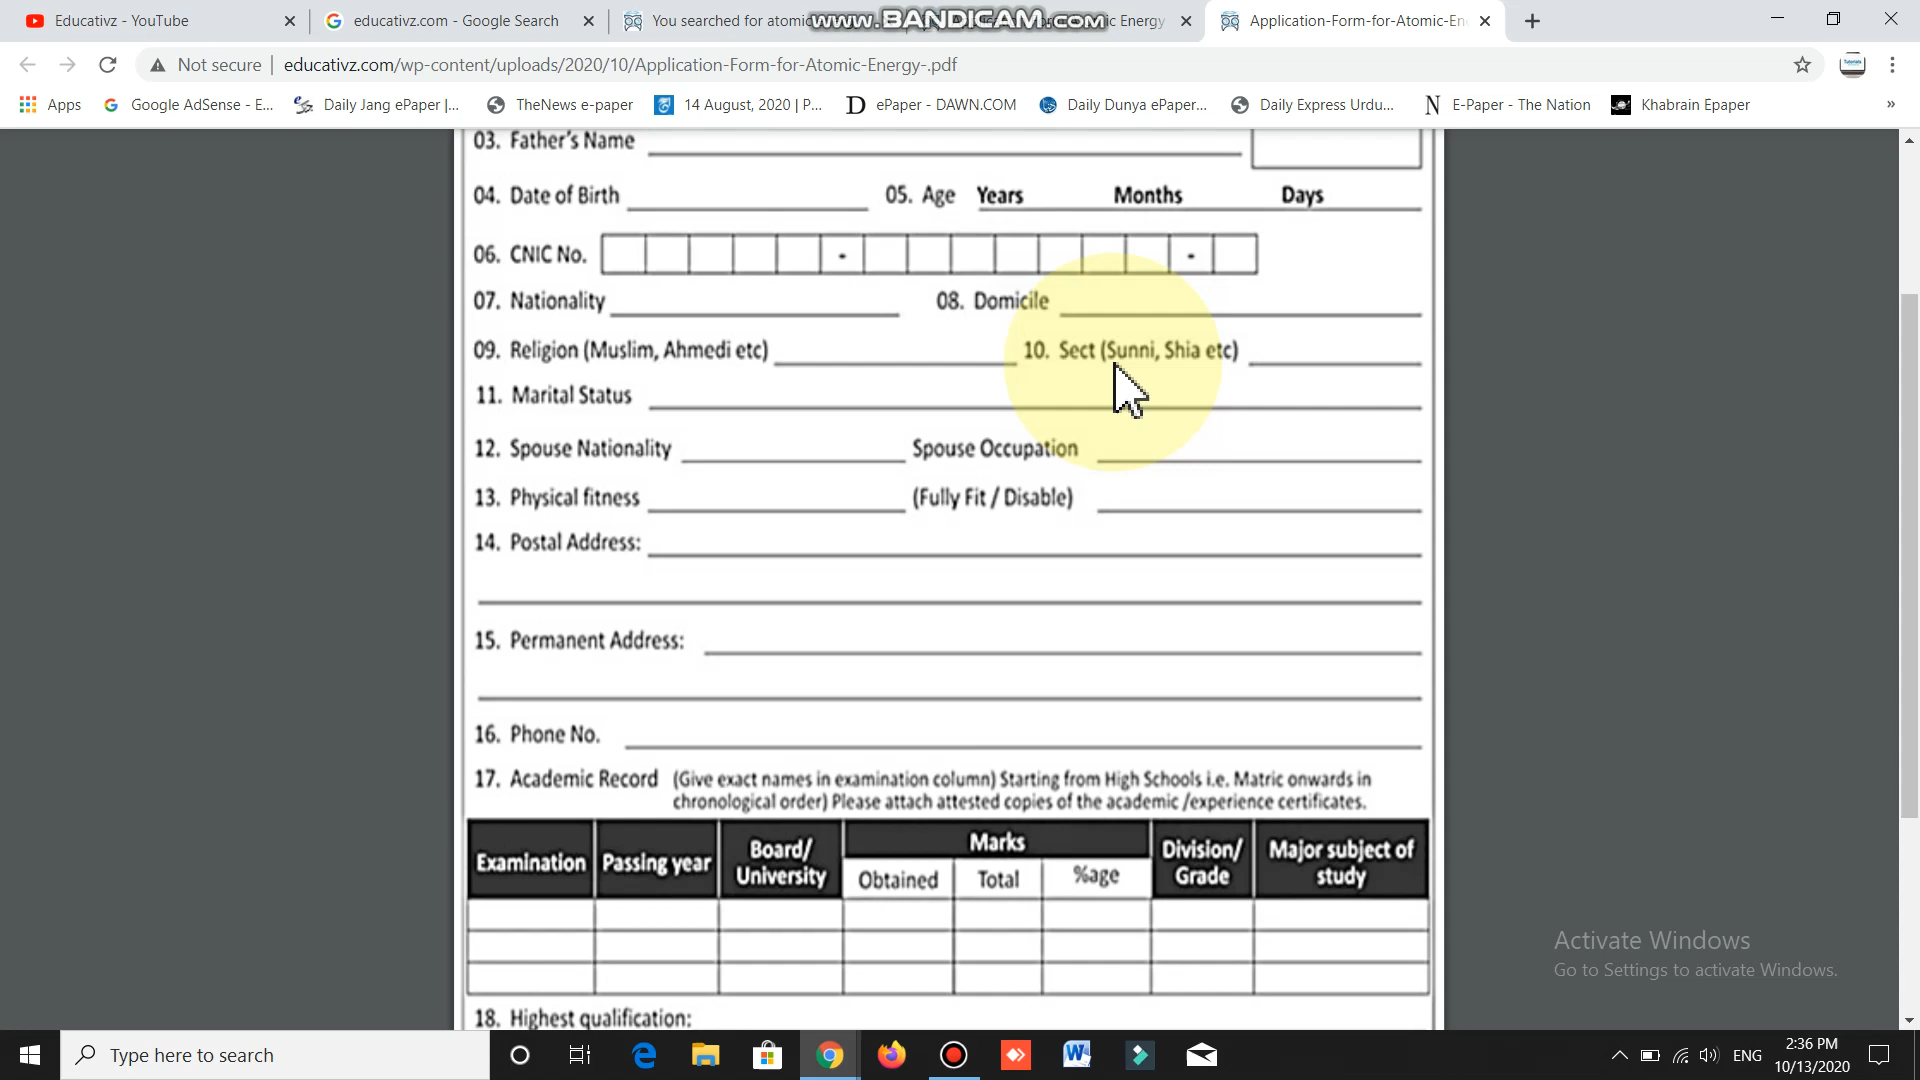 Educativz - YouTube
educativz.com - Google Search
You searched for atomic
Energy
Application-Form-for-Atomic-En
www.BANDICAM.com
Not secure
educativz.com/wp-content/uploads/2020/10/Application-Form-for-Atomic-Energy-.pdf
Apps
Google AdSense - E...
Daily Jang ePaper |...
TheNews e-paper
14 August, 2020 | P...
ePaper - DAWN.COM
Daily Dunya ePaper...
Daily Express Urdu...
E-Paper - The Nation
Khabrain Epaper
»
03. Father's Name
04. Date of Birth 05. Age Years Months Days
06. CNIC No. - -
07. Nationality 08. Domicile
09. Religion (Muslim, Ahmedi etc) 10. Sect (Sunni, Shia etc)
11. Marital Status
12. Spouse Nationality Spouse Occupation
13. Physical fitness (Fully Fit / Disable)
14. Postal Address:
15. Permanent Address:
16. Phone No.
17. Academic Record (Give exact names in examination column) Starting from High Schools i.e. Matric onwards in
chronological order) Please attach attested copies of the academic /experience certificates.
Examination
Passing year
Board/
University
Marks
Obtained
Total
%age
Division/
Grade
Major subject of
study
18. Highest qualification:
Activate Windows
Go to Settings to activate Windows.
Type here to search
ENG
2:36 PM
10/13/2020